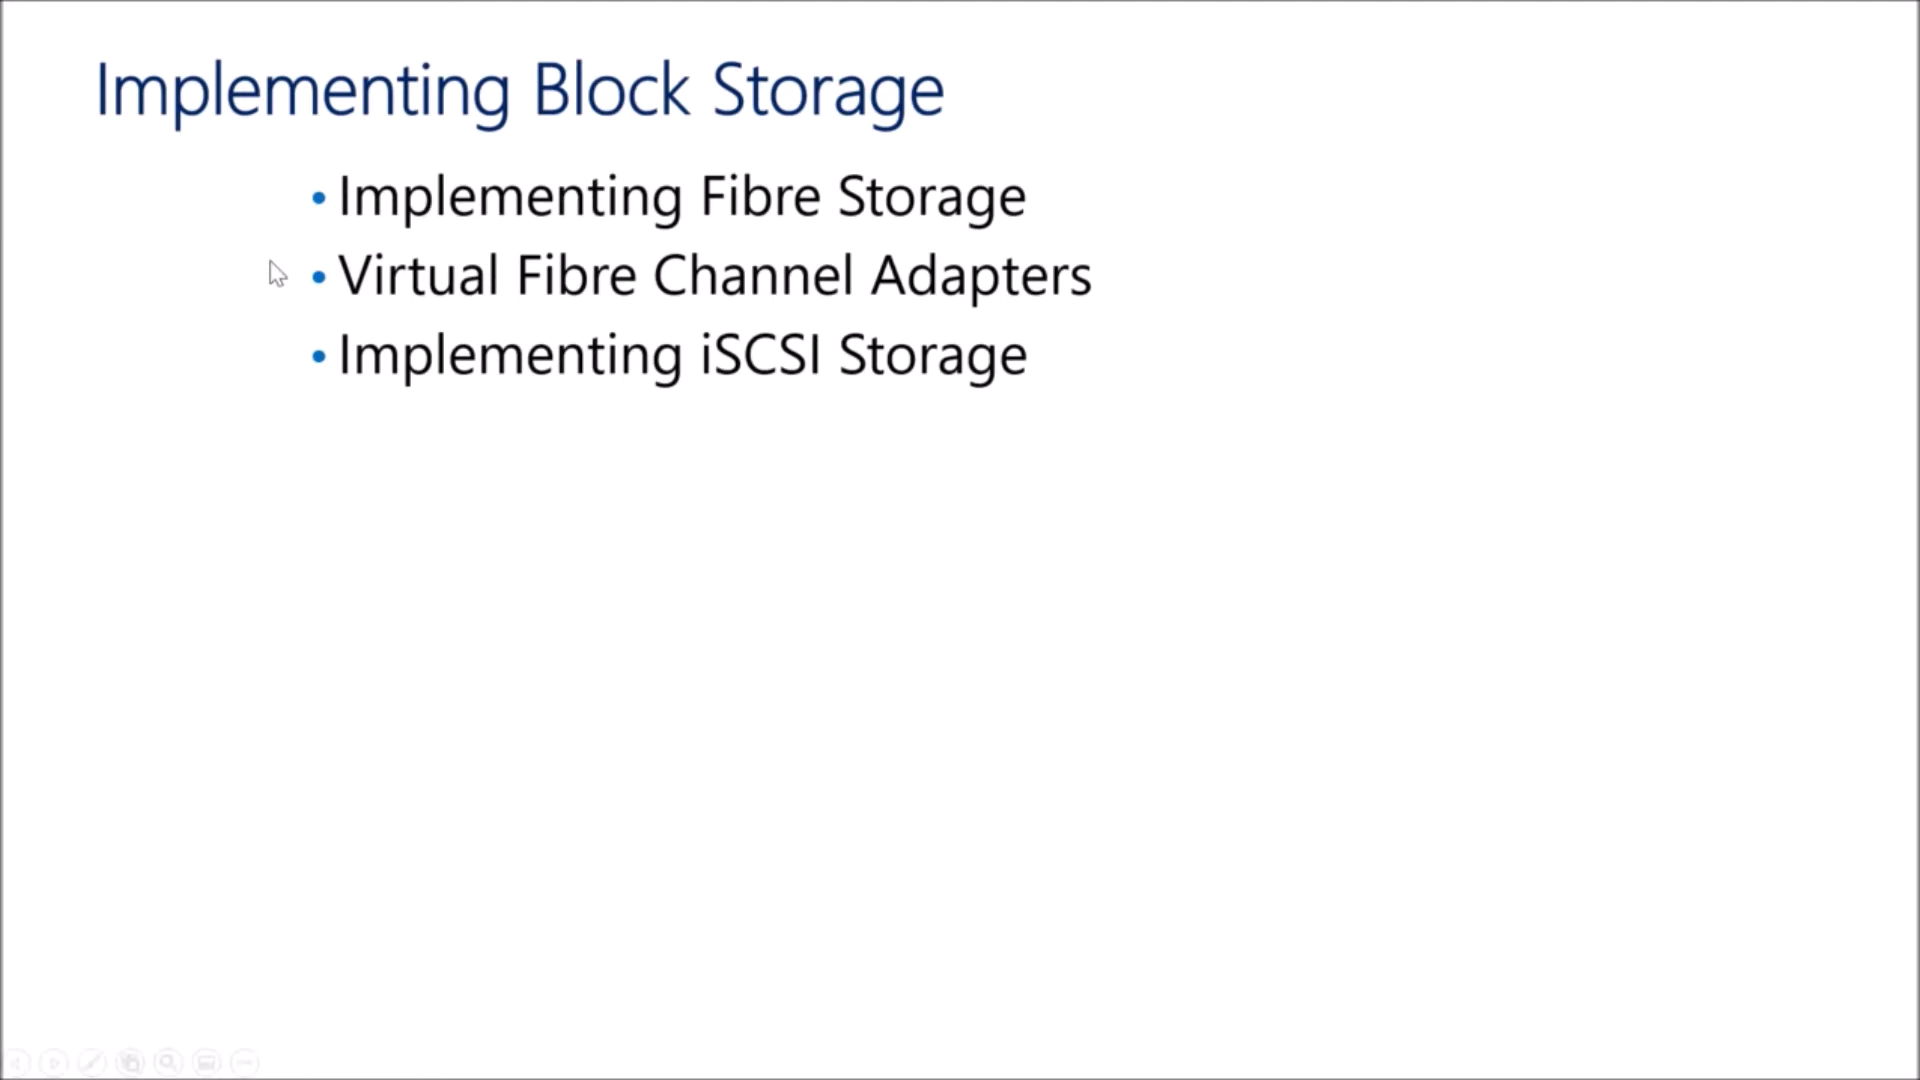 Implementing Block Storage
• Implementing Fibre Storage
• Virtual Fibre Channel Adapters
• Implementing iSCSI Storage